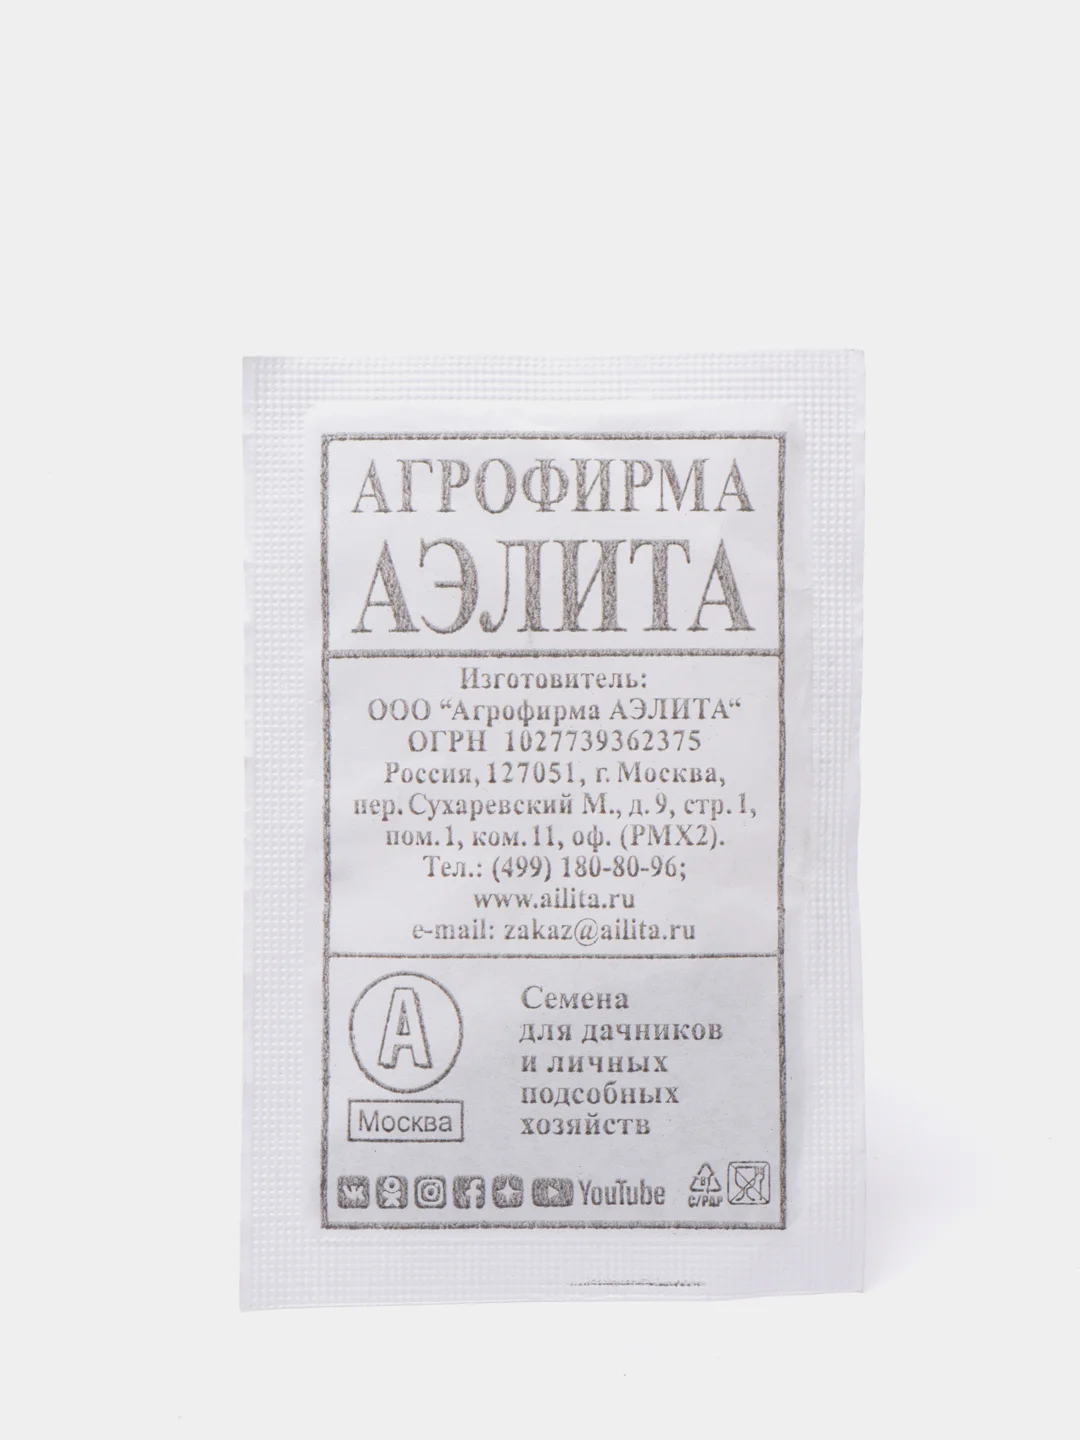 АГРОФИРМА
АЭЛИТА
Изготовитель:
ООО “Агрофирма АЭЛИТА“
ОГРН 1027739362375
Россия, 127051, г. Москва,
пер. Сухаревский М., д. 9, стр. 1,
пом. 1, ком. 11, оф. (РМХ2).
Тел.: (499) 180-80-96;
www.ailita.ru
e-mail: zakaz@ailita.ru
А
Москва
Семена
для дачников
и личных
подсобных
хозяйств
YouTube
C/PAP